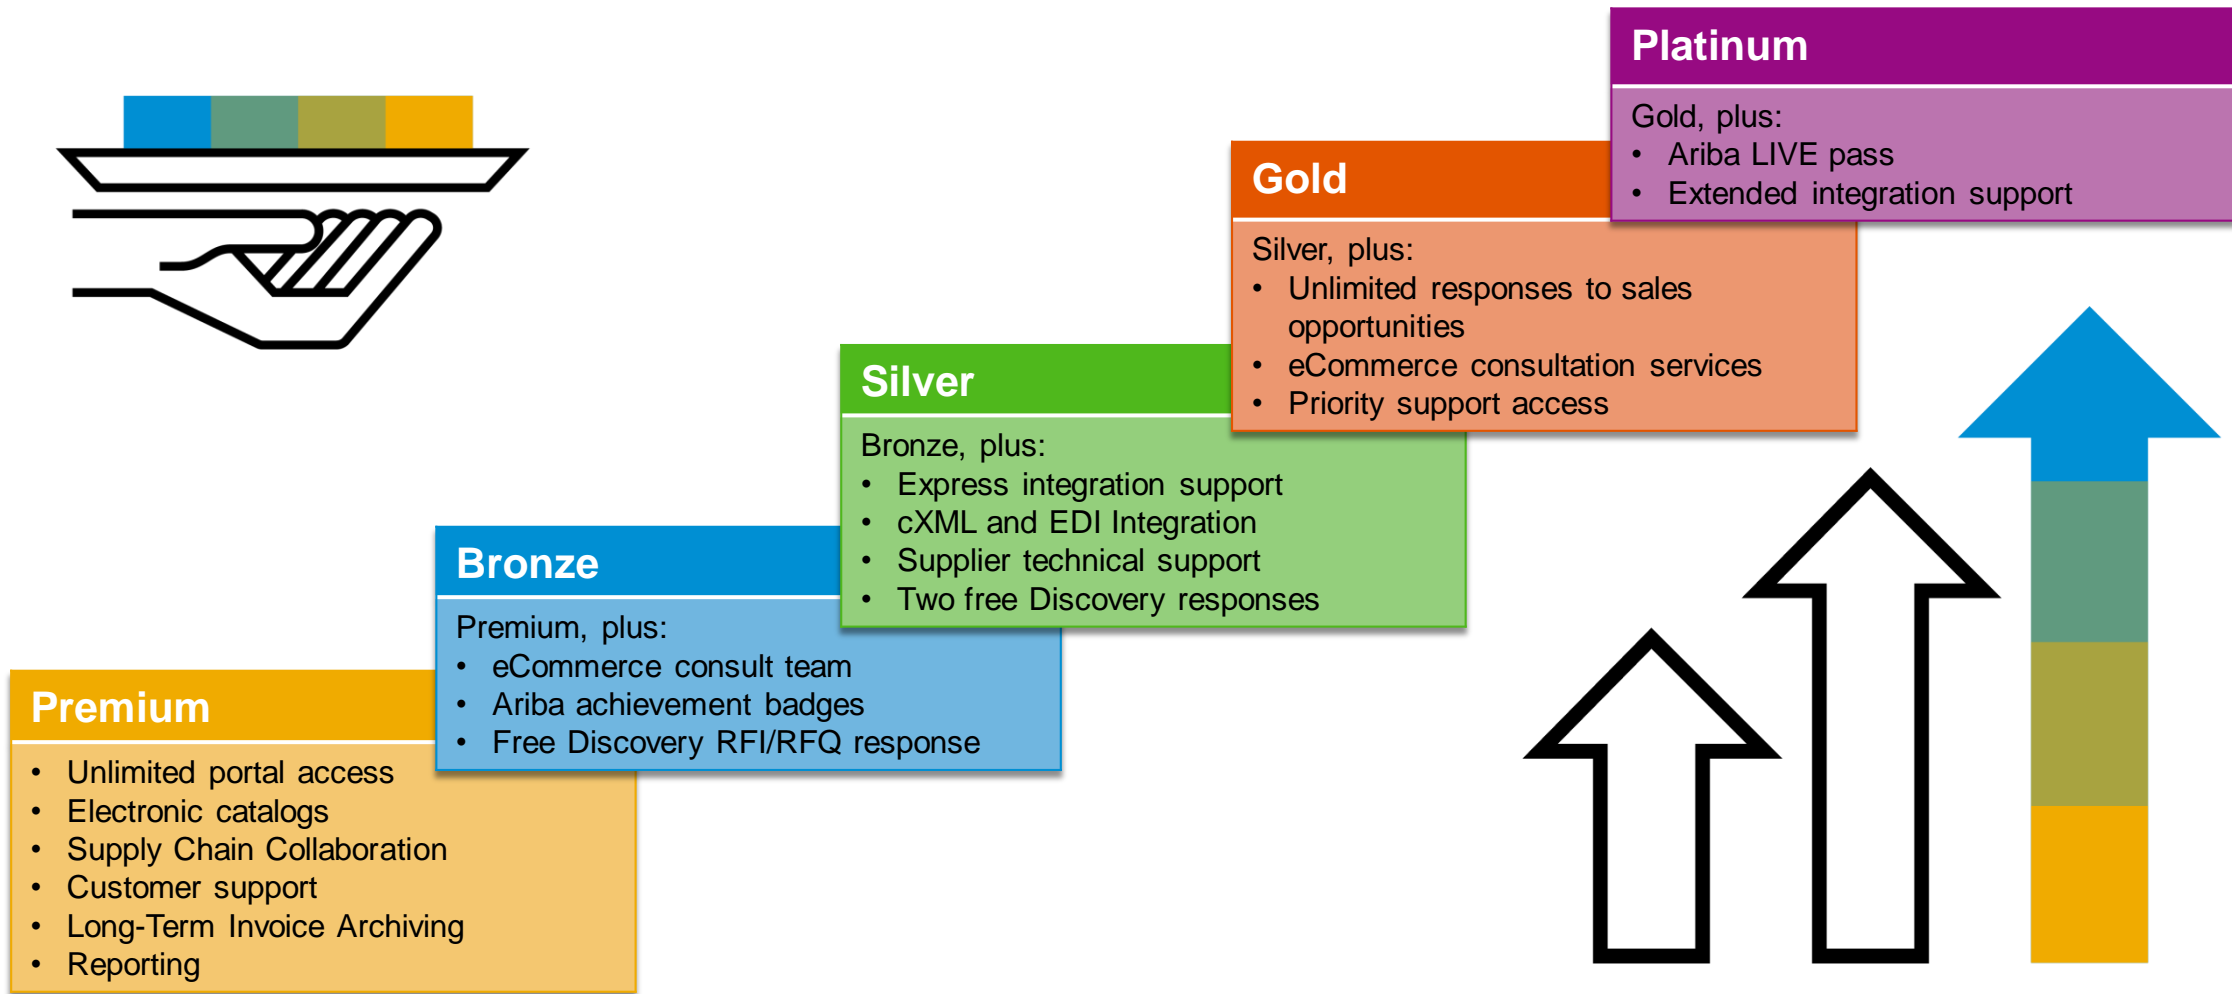 Platinum
Gold, plus:
• Ariba LIVE pass
• Extended integration support
Gold
Silver, plus:
• Unlimited responses to sales
opportunities
• eCommerce consultation services
• Priority support access
Silver
Bronze, plus:
• Express integration support
• cXML and EDI Integration
• Supplier technical support
• Two free Discovery responses
Bronze
Premium, plus:
• eCommerce consult team
• Ariba achievement badges
• Free Discovery RFI/RFQ response
Premium
• Unlimited portal access
• Electronic catalogs
• Supply Chain Collaboration
• Customer support
• Long-Term Invoice Archiving
• Reporting